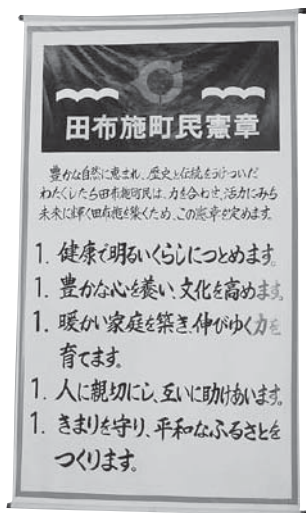 田布施町民憲章
豊かな自然に恵まれ、歴史と伝統をうけついだ
わたくしたち田布施町民は、力を合わせ、活力にみち
未来に輝く田布施を築くため、この憲章を定めます。
1. 健康で明るいくらしにつとめます。
1. 豊かな心を養い、文化を高めます。
1. 暖かい家庭を築き、伸びゆく力を
育てます。
1. 人に親切にし、互いに助けあいます。
1. きまりを守り、平和なふるさとを
つくります。